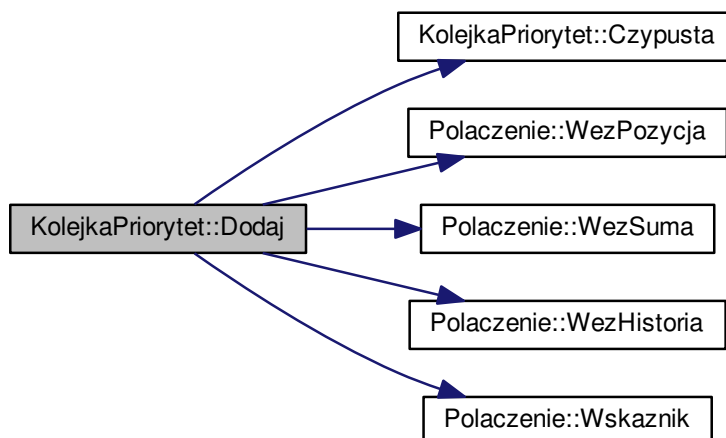 KolejkaPriorytet::Czypusta
Polaczenie::WezPozycja
KolejkaPriorytet::Dodaj
Polaczenie::WezSuma
Polaczenie::WezHistoria
Polaczenie::Wskaznik